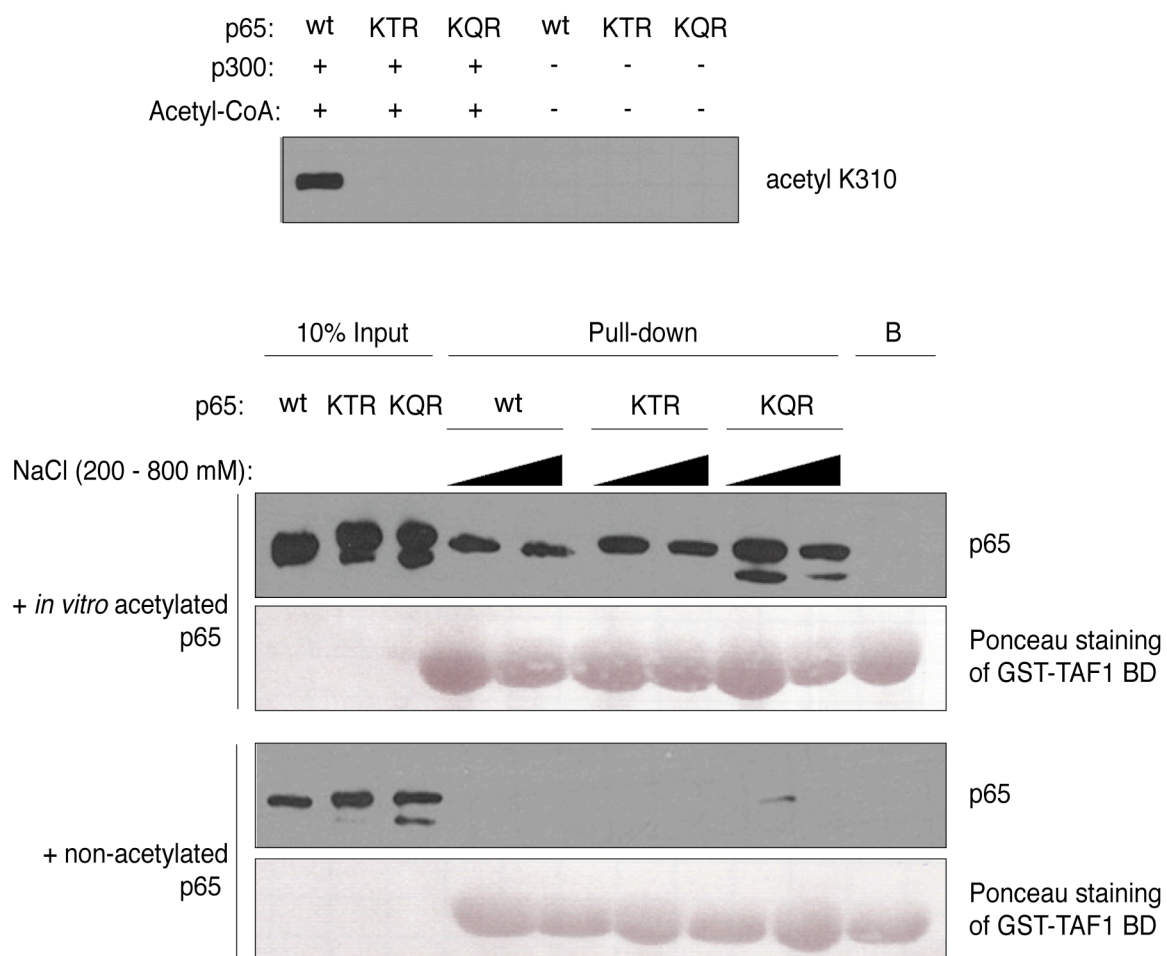 p65: wt KTR KQR wt KTR KQR
p300: + + + - - -
Acetyl-CoA: + + + - - -
acetyl K310
10% Input Pull-down B
p65: wt KTR KQR wt KTR KQR
NaCl (200 - 800 mM):
p65
+ in vitro acetylated
p65
Ponceau staining
of GST-TAF1 BD
p65
+ non-acetylated
p65
Ponceau staining
of GST-TAF1 BD